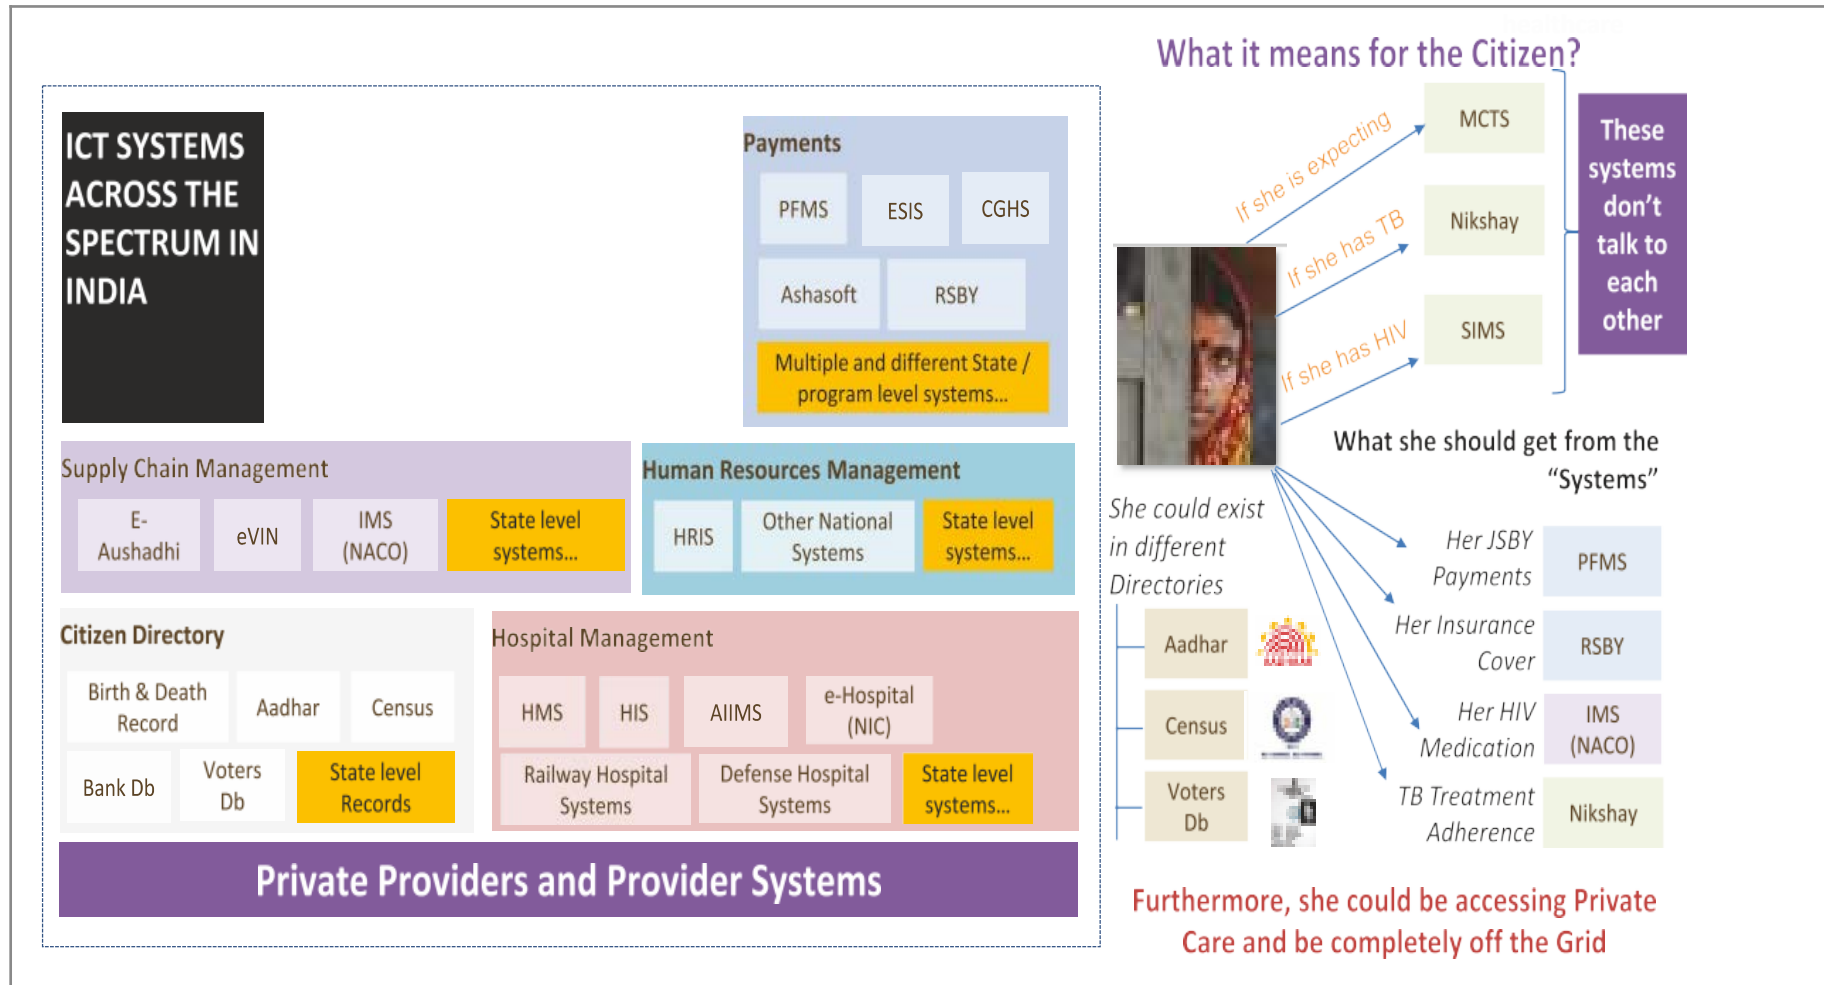 ICT SYSTEMS
ACROSS THE
SPECTRUM IN
INDIA
Payments
PFMS
ESIS
CGHS
Ashasoft
RSBY
Multiple and different State /
program level systems...
Supply Chain Management
E-
Aushadhi
eVIN
IMS
(NACO)
State level
systems...
Human Resources Management
HRIS
Other National
Systems
State level
systems...
Citizen Directory
Birth & Death
Record
Aadhar
Census
Bank Db
Voters
Db
State level
Records
Hospital Management
HMS
HIS
AIIMS
e-Hospital
(NIC)
Railway Hospital
Systems
Defense Hospital
Systems
State level
systems...
Private Providers and Provider Systems
What it means for the Citizen?
If she is expecting
MCTS
If she has TB
Nikshay
If she has HIV
SIMS
These
systems
don't
talk to
each
other
What she should get from the
“Systems”
She could exist
in different
Directories
Aadhar
Census
Voters
Db
Her JSBY
Payments
PFMS
Her Insurance
Cover
RSBY
Her HIV
Medication
IMS
(NACO)
TB Treatment
Adherence
Nikshay
Furthermore, she could be accessing Private
Care and be completely off the Grid